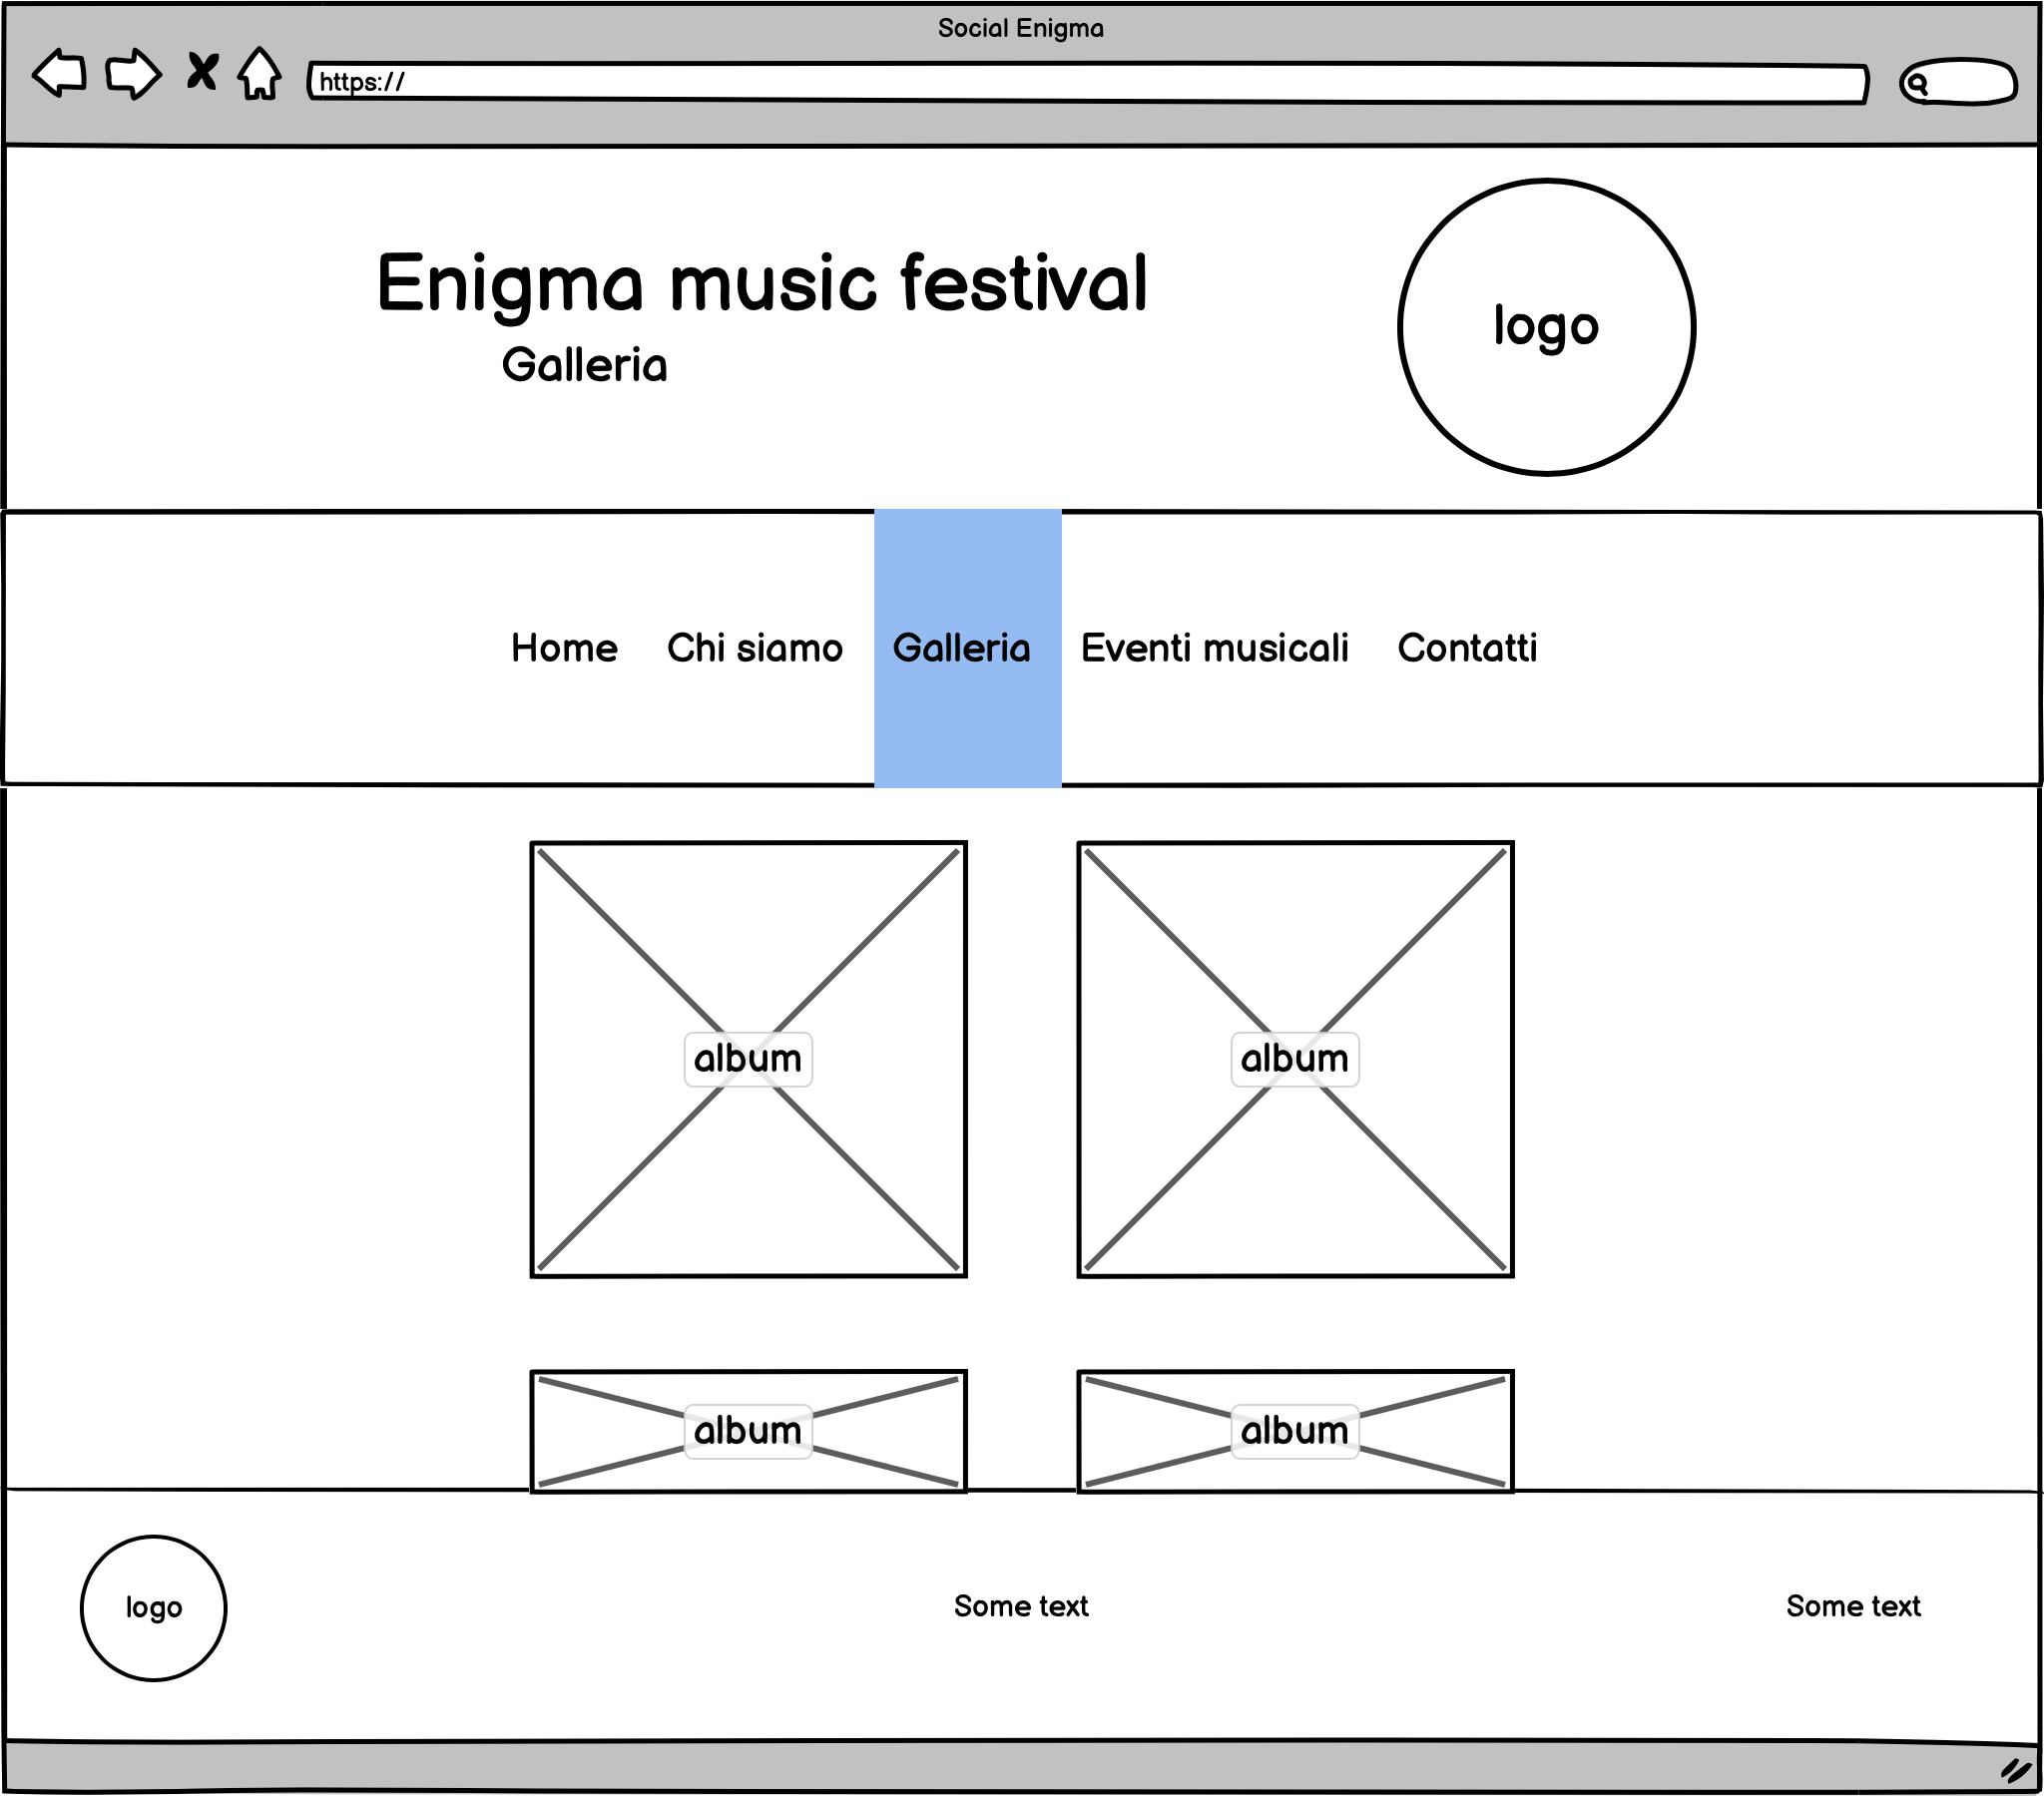 Social Enigma
https://
Enigma music festival
Galleria
logo
Home Chi siamo Galleria Eventi musicali Contatti
album album
album album
logo Some text Some text